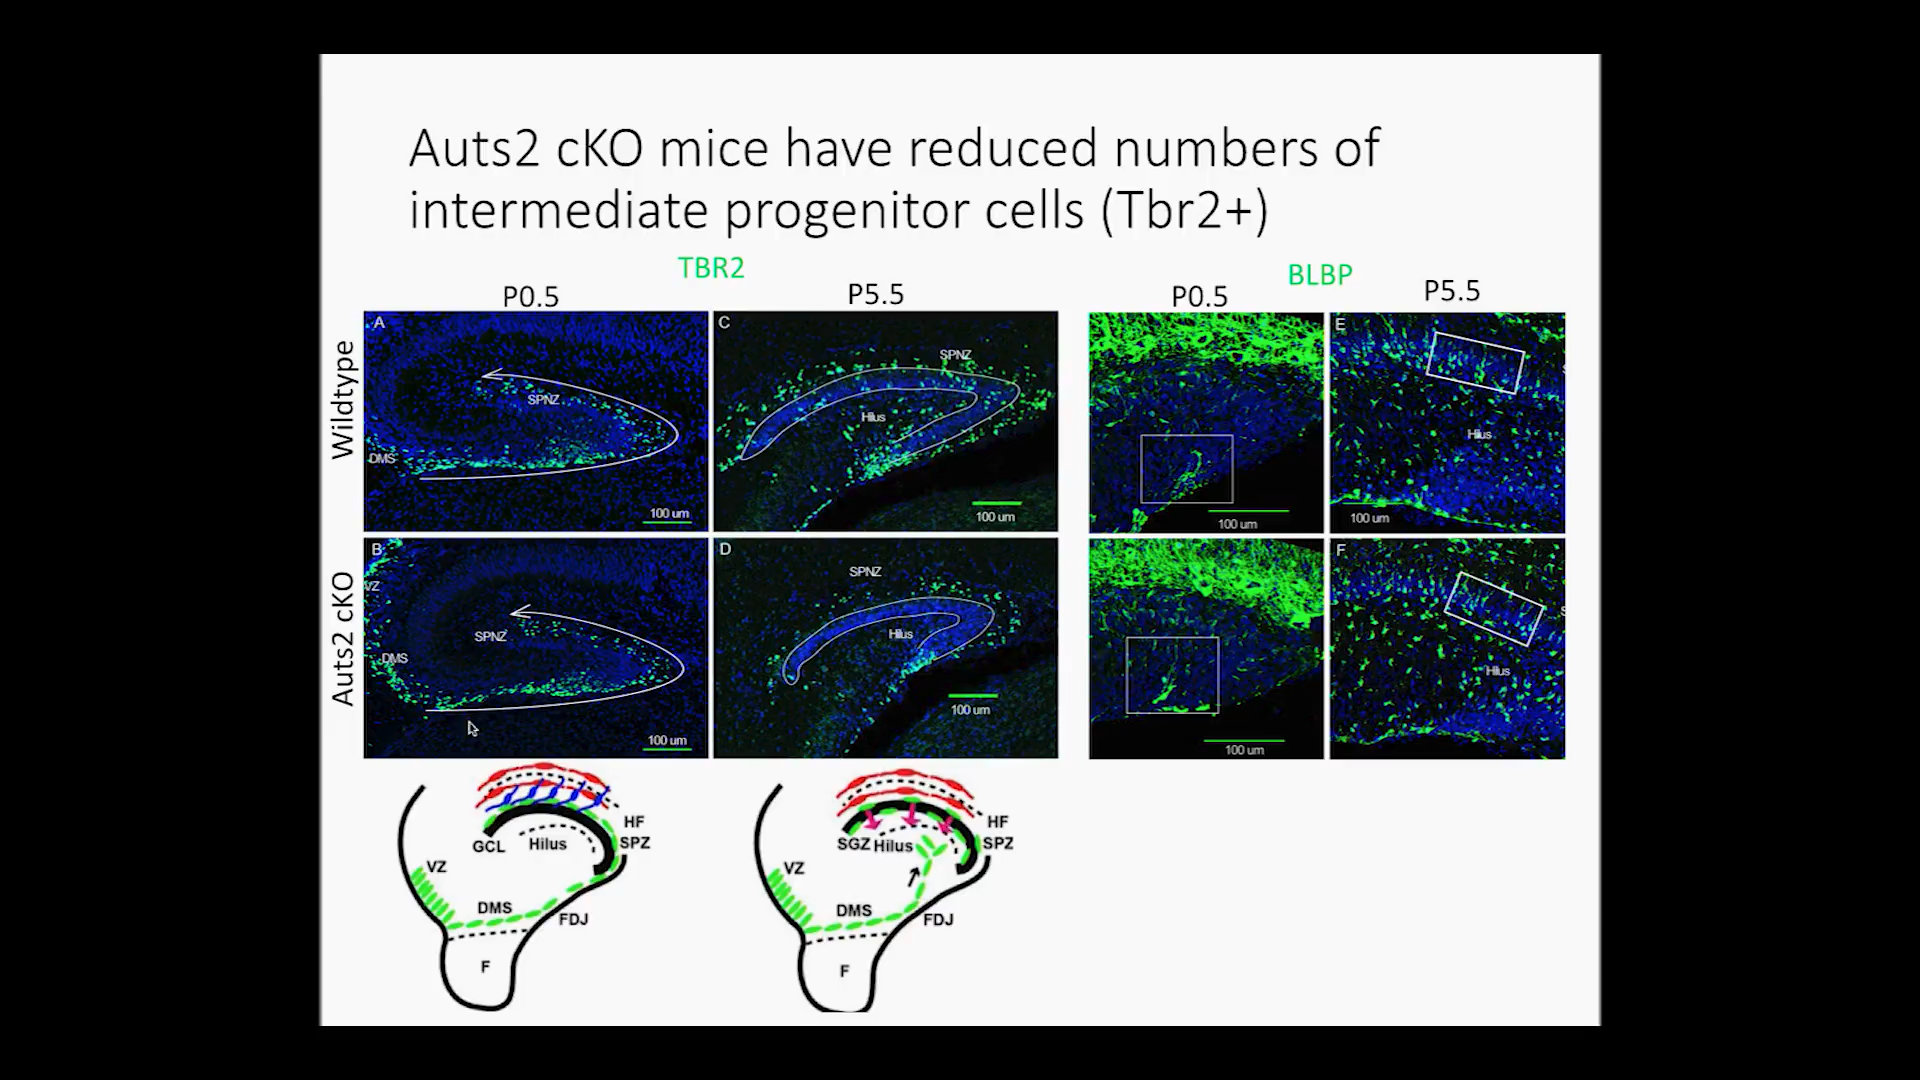 Auts2 cKO mice have reduced numbers of
intermediate progenitor cells (Tbr2+)
TBR2
BLBP
P0.5
P5.5
P0.5
P5.5
Wildtype
A
SPNZ
DMS
100 um
C
SPNZ
Hilus
100 um
100 um
E
Hilus
100 um
Auts2 cKO
B
VZ
SPNZ
DMS
100 um
D
SPNZ
Hilus
100 um
100 um
F
Hilus
HF
GCL
Hilus
SPZ
VZ
DMS
FDJ
F
HF
SGZ
Hilus
SPZ
VZ
DMS
FDJ
F